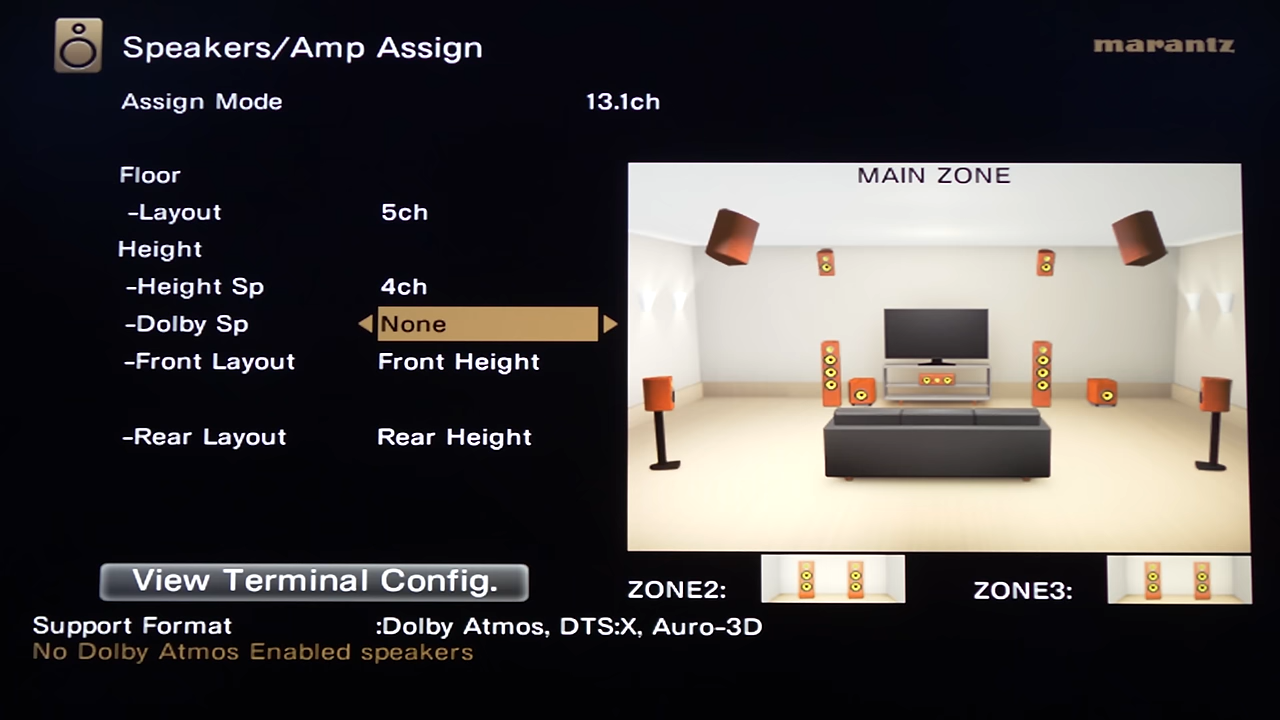 Speakers/Amp Assign
marantz
Assign Mode 13.1ch
Floor
MAIN ZONE
-Layout 5ch
Height
-Height Sp 4ch
-Dolby Sp None
-Front Layout Front Height
-Rear Layout Rear Height
View Terminal Config.
ZONE2:
ZONE3:
Support Format :Dolby Atmos, DTS:X, Auro-3D
No Dolby Atmos Enabled speakers